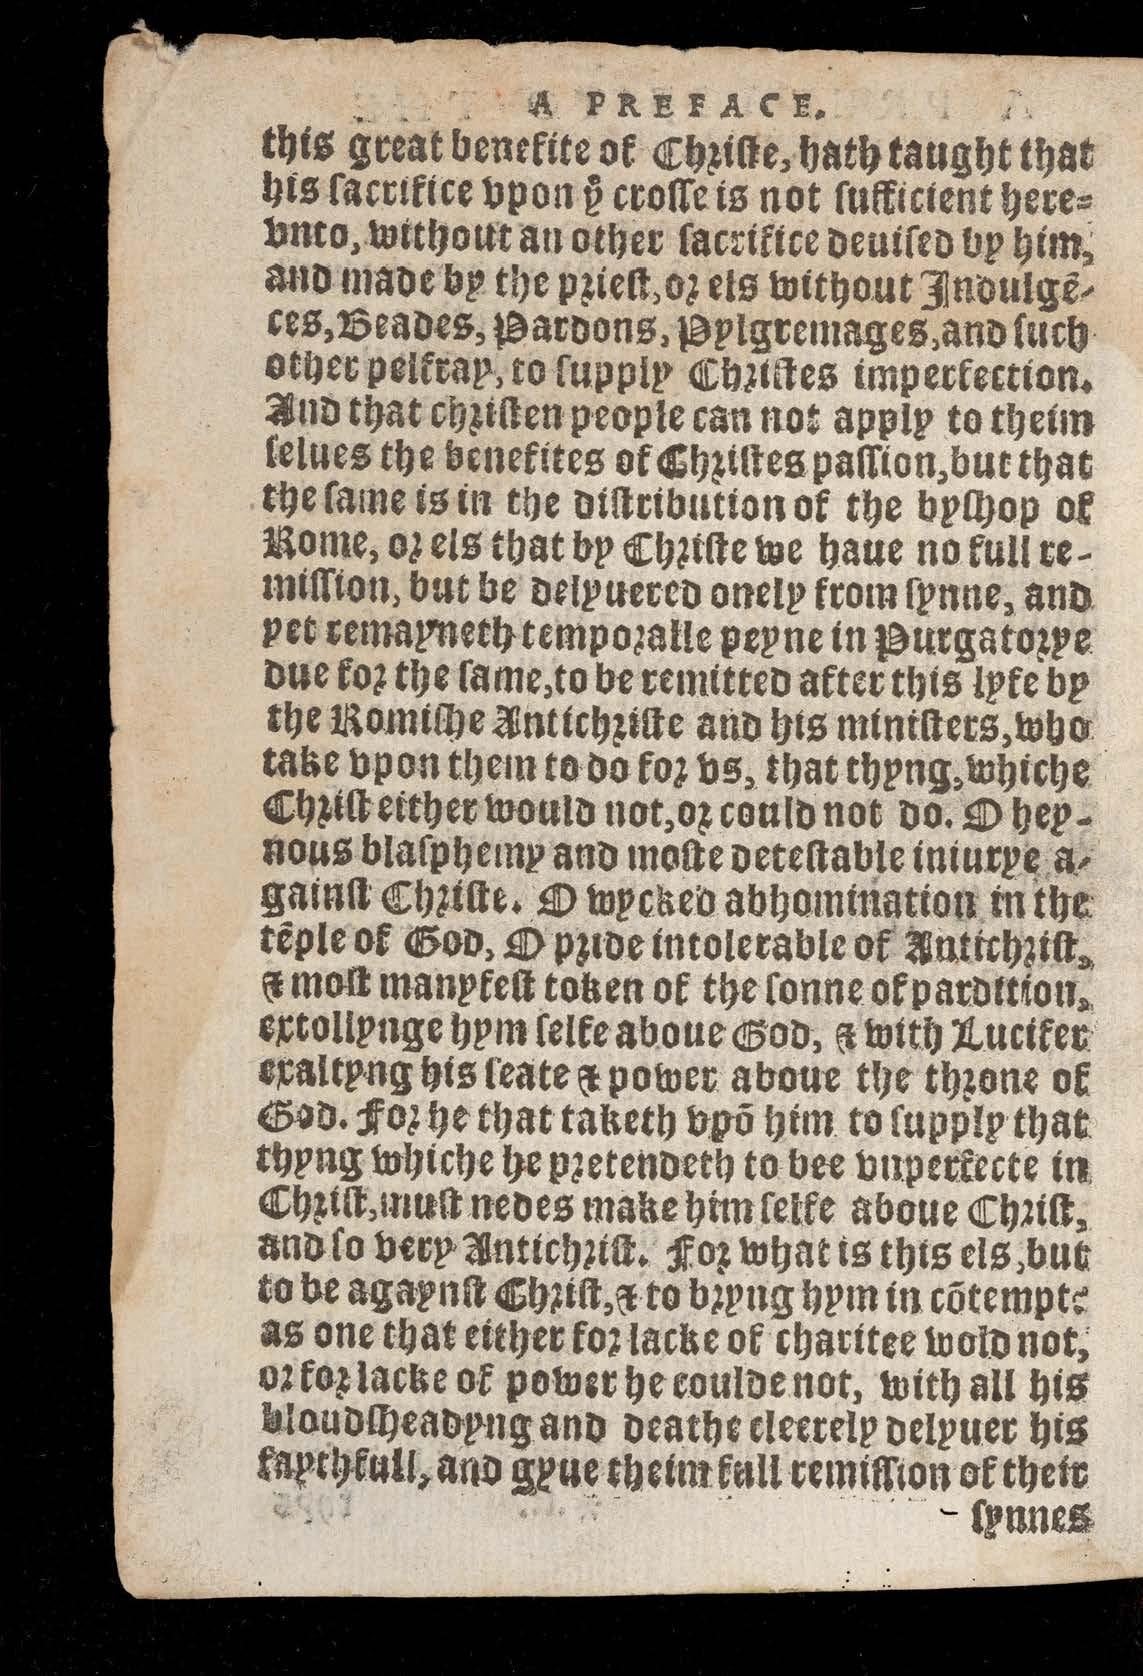 A PREFACE.
this great benefite of Chriſte, hath taught that
his ſacrifice vpon yͤ croſſe is not ſufficient here=
vnto, without an other ſacrifice deuiſed by him,
and made by the prieſt, or els without Indulgē-
ces, Beades, Pardons, Pylgremages, and ſuch
other pelfray, to ſupply Chriſtes imperfection.
And that chriſten people can not apply to theim
ſelues the benefites of Chriſtes paſſion, but that
the ſame is in the diſtribution of the byſhop of
Rome, or els that by Chriſte we haue no full re-
miſſion, but be delyuered onely from ſynne, and
yet remayneth temporalle peyne in Purgatorye
due for the ſame, to be remitted after this lyfe by
the Romiſhe Antichriſte and his miniſters, who
take vpon them to do for vs, that thyng, whiche
Chriſt either would not, or could not do. O hey-
nous blaſphemy and moſte deteſtable iniurye a-
gainſt Chriſte. O wycked abhomination in the
tēple of God, O pride intolerable of Antichriſt,
& moſt manyfeſt token of the ſonne of pardition,
extollynge hym ſelfe aboue God, & with Lucifer
exaltyng his ſeate & power aboue the throne of
God. For he that taketh vpō him to ſupply that
thyng whiche he pretendeth to bee vnperfecte in
Chriſt, muſt nedes make him ſelfe aboue Chriſt,
and ſo very Antichriſt. For what is this els, but
to be agaynſt Chriſt, & to bryng hym in cōtempt:
as one that either for lacke of charitee wold not,
or for lacke of power he coulde not, with all his
bloudſheadyng and deathe cleerely delyuer his
faythfull, and gyue theim full remiſſion of their
ſynnes